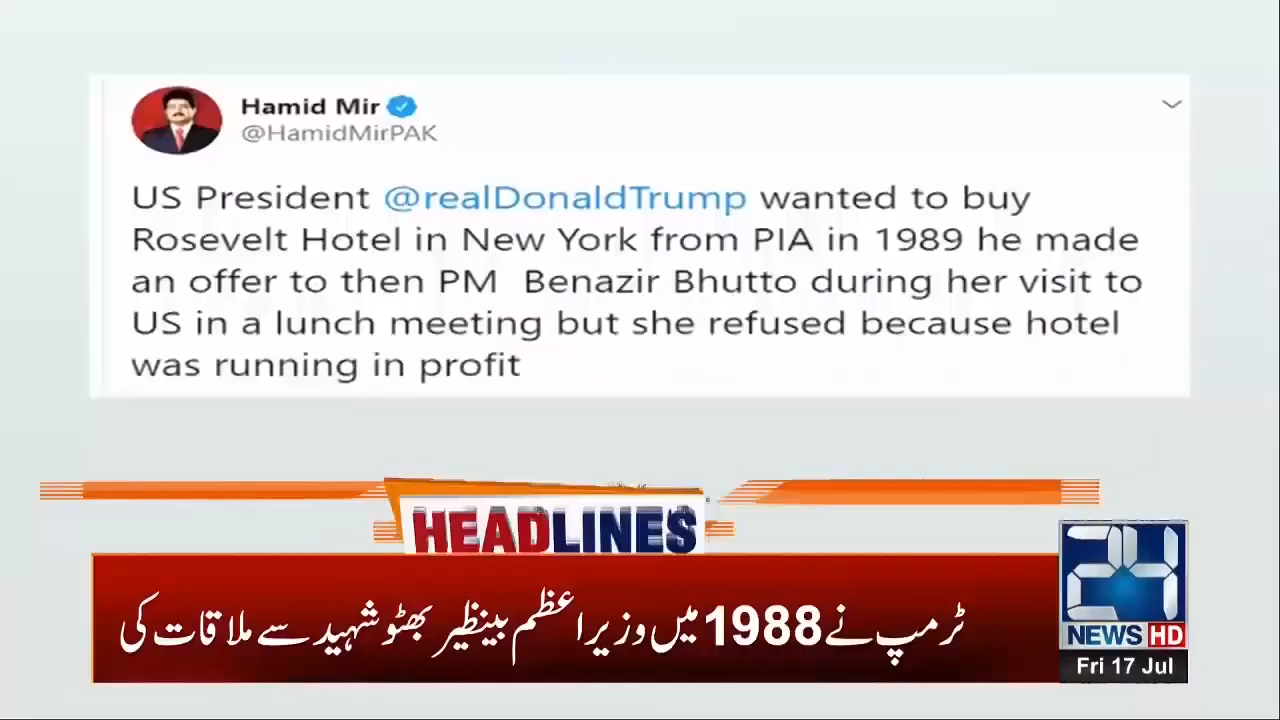 Hamid Mir
@HamidMirPAK
US President @realDonaldTrump wanted to buy
Rosevelt Hotel in New York from PIA in 1989 he made
an offer to then PM Benazir Bhutto during her visit to
US in a lunch meeting but she refused because hotel
was running in profit
HEADLINES
ٹرمپ نے 1988 میں وزیراعظم بینظیر بھٹو شہید سے ملاقات کی
24
NEWS HD
Fri 17 Jul